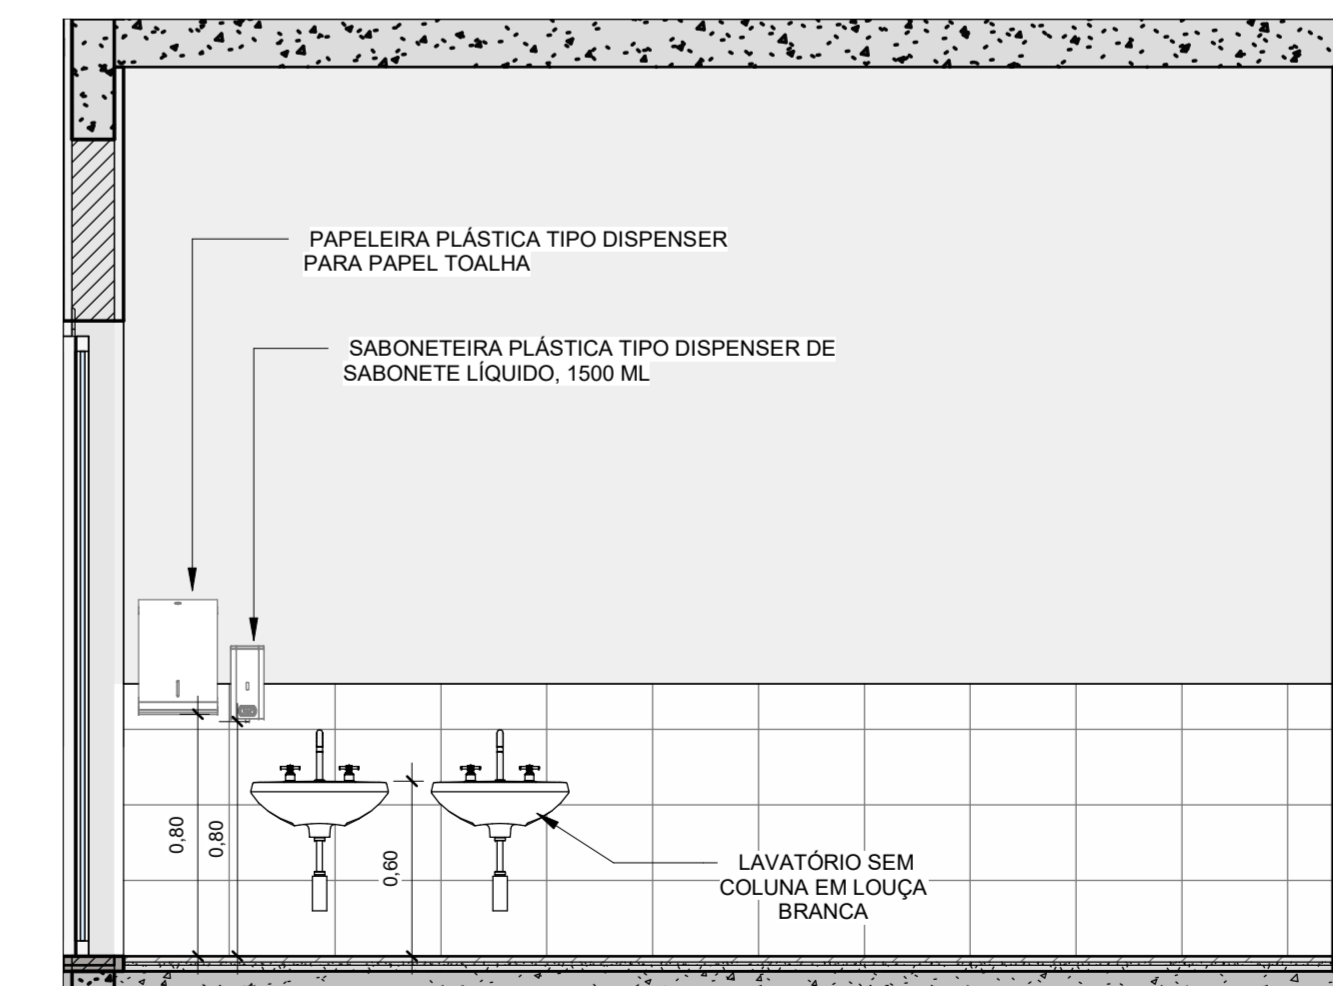 PAPELEIRA PLÁSTICA TIPO DISPENSER
PARA PAPEL TOALHA
SABONETEIRA PLÁSTICA TIPO DISPENSER DE
SABONETE LÍQUIDO, 1500 ML
0,80
0,80
0,60
LAVATÓRIO SEM
COLUNA EM LOUÇA
BRANCA